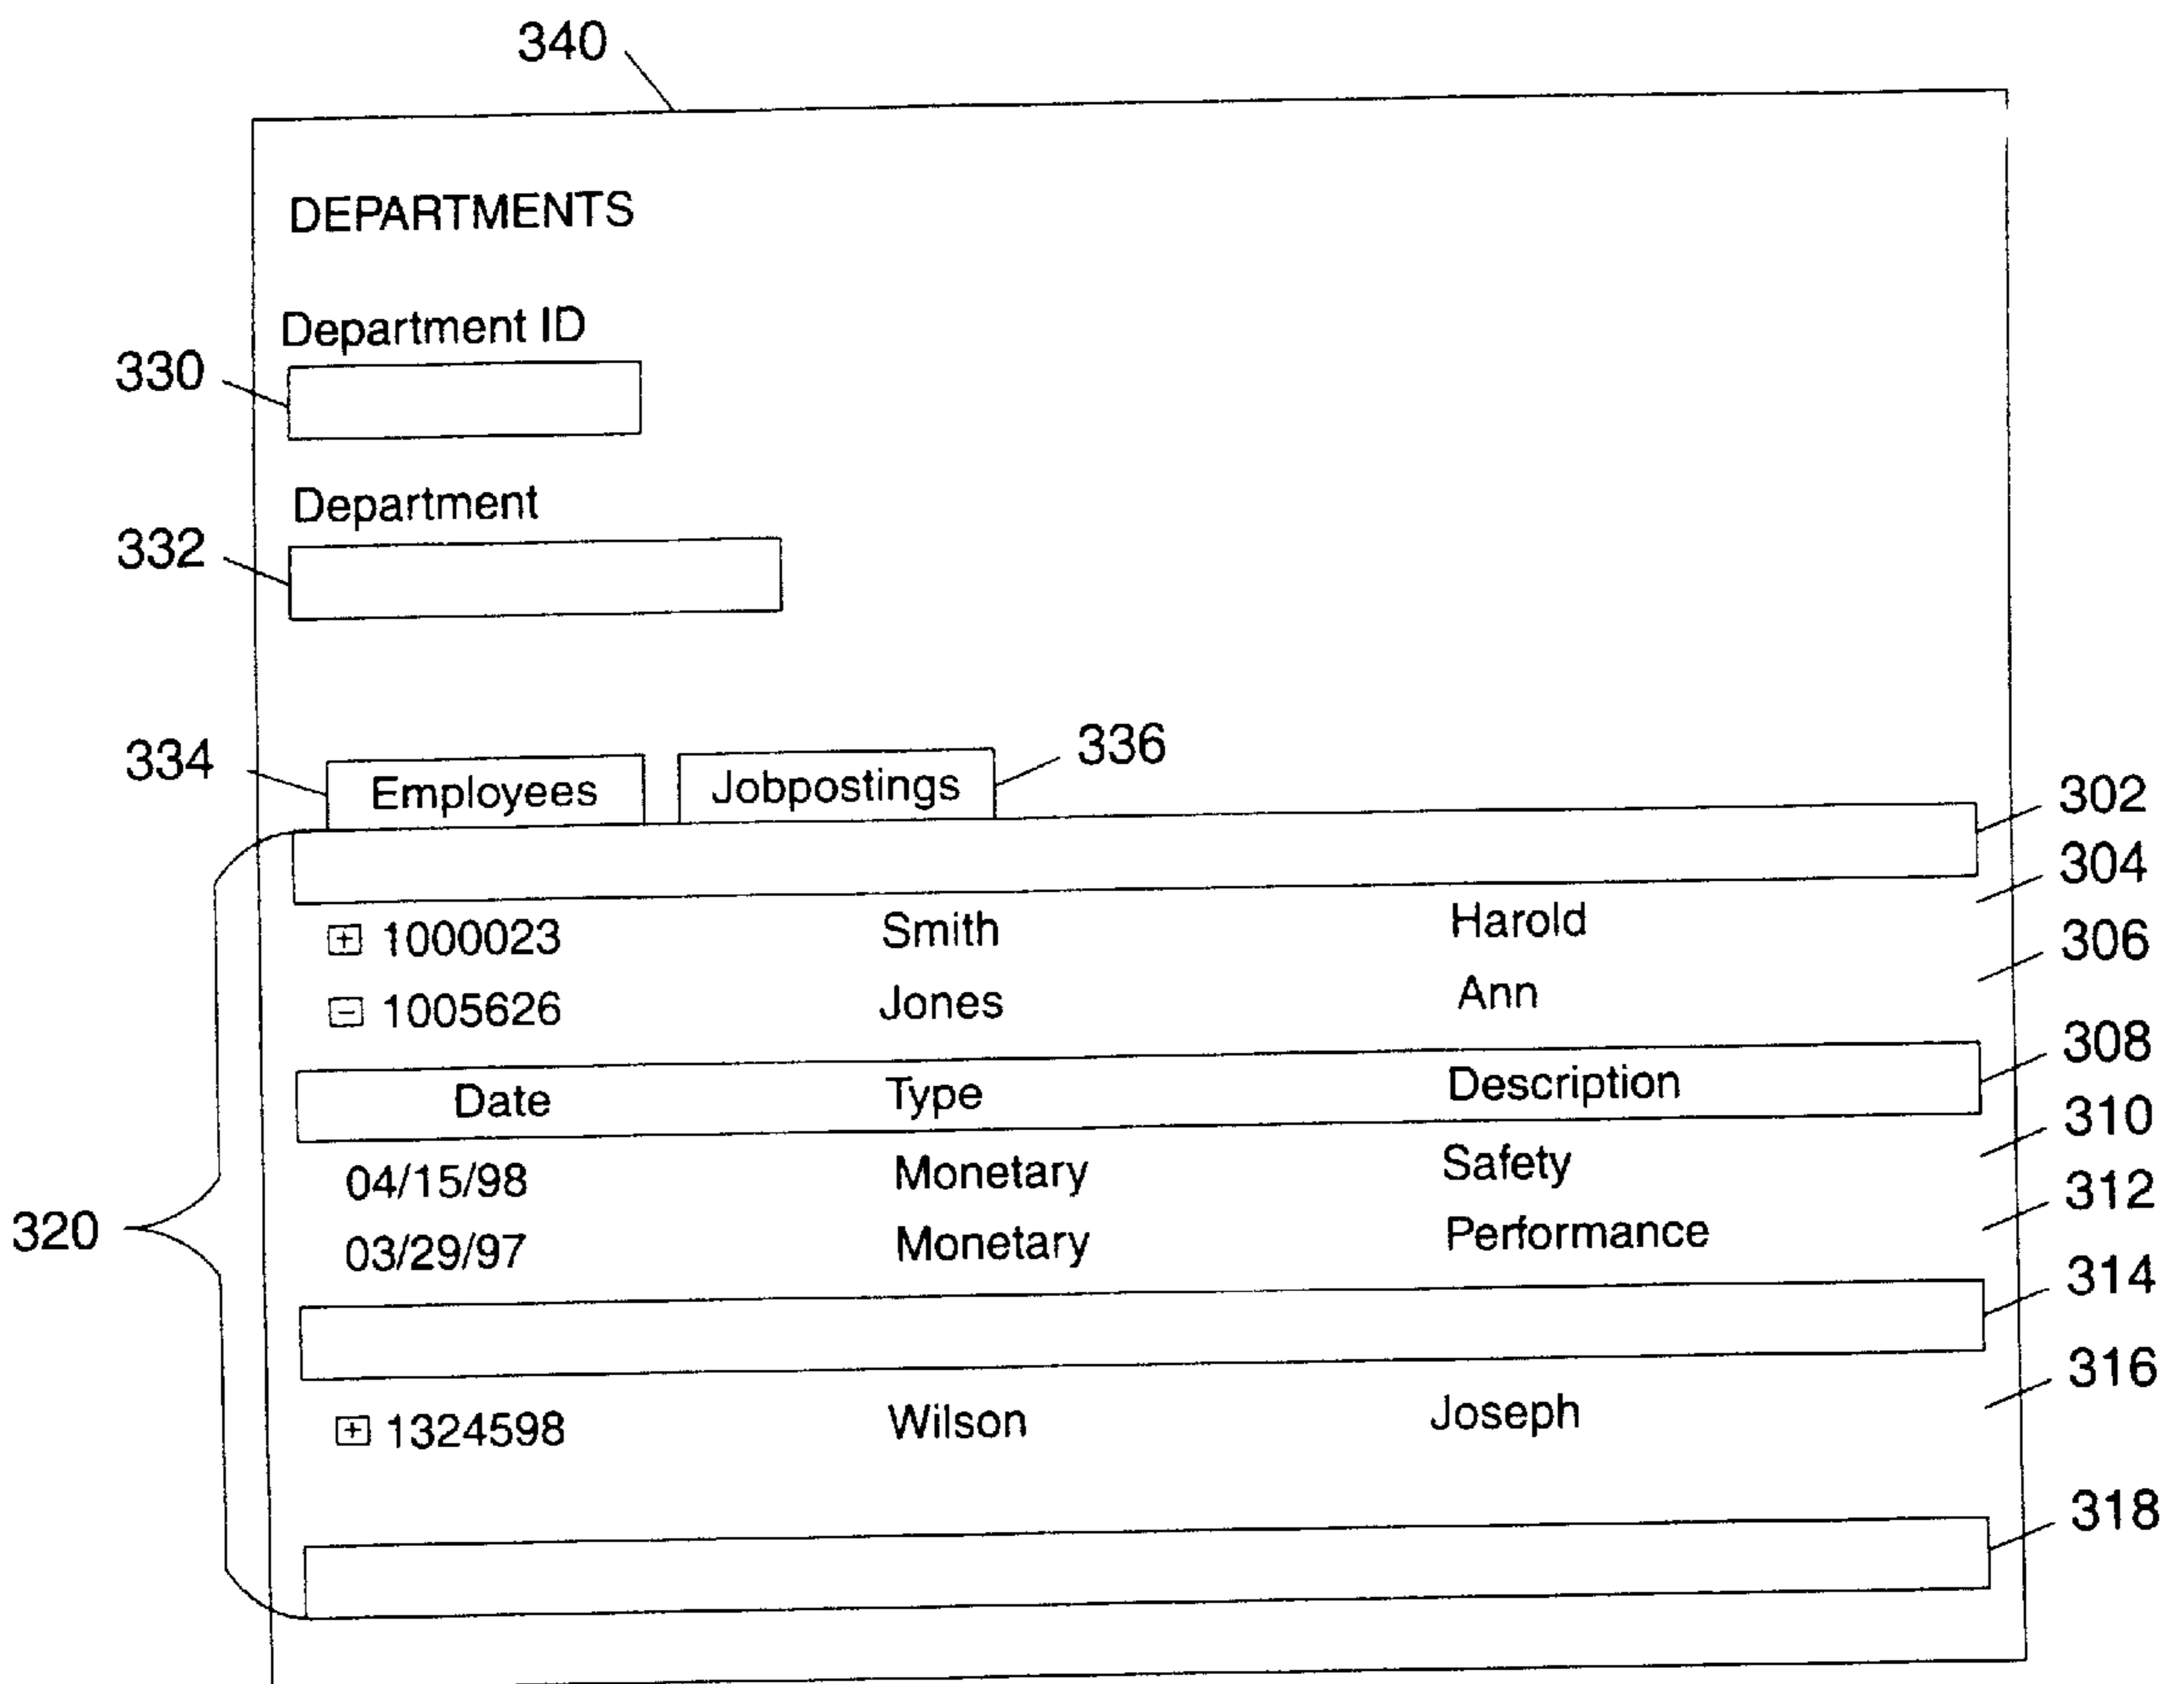 340
DEPARTMENTS
Department ID
330
Department
332
334 Employees Jobpostings 336
302
304
1000023 Smith Harold
306
1005626 Jones Ann
308
Date Type Description
310
04/15/98 Monetary Safety
312
03/29/97 Monetary Performance
320
314
316
1324598 Wilson Joseph
318